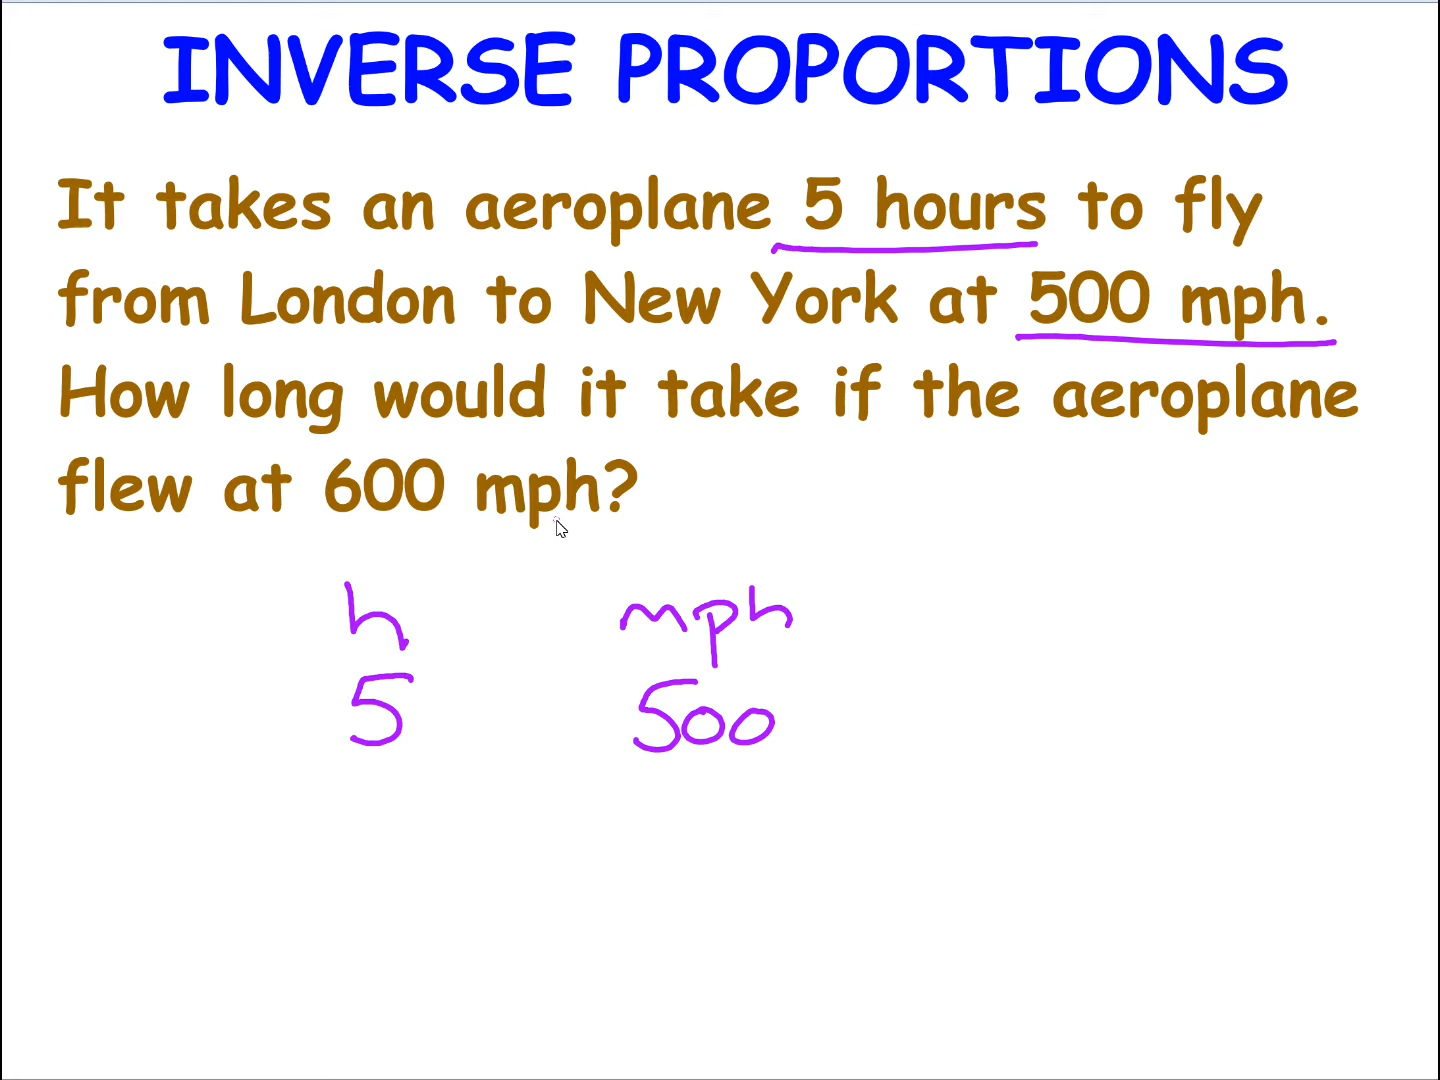 INVERSE PROPORTIONS
It takes an aeroplane 5 hours to fly
from London to New York at 500 mph.
How long would it take if the aeroplane
flew at 600 mph?
h mph
5 500